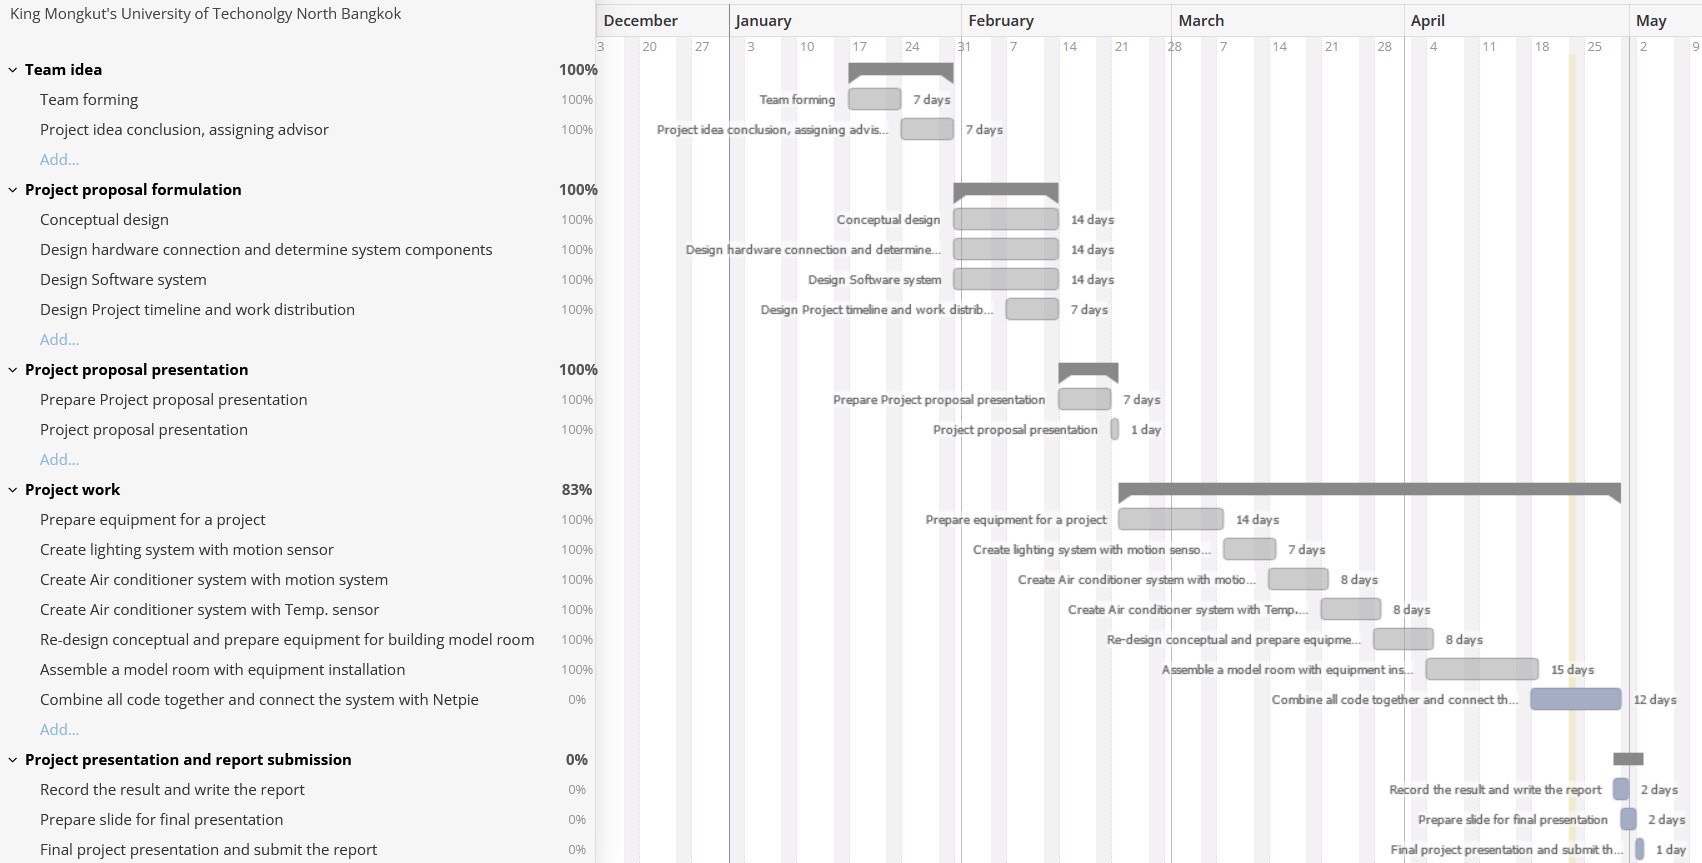 King Mongkut's University of Techonolgy North Bangkok
December January February March April May
3 20 27 3 10 17 24 31 7 14 21 28 7 14 21 28 4 11 18 25 2 9
Team idea 100%
Team forming 100% Team forming 7 days
Project idea conclusion, assigning advisor 100% Project idea conclusion, assigning advis... 7 days
Add...
Project proposal formulation 100%
Conceptual design 100% Conceptual design 14 days
Design hardware connection and determine system components 100% Design hardware connection and determine... 14 days
Design Software system 100% Design Software system 14 days
Design Project timeline and work distribution 100% Design Project timeline and work distrib... 7 days
Add...
Project proposal presentation 100%
Prepare Project proposal presentation 100% Prepare Project proposal presentation 7 days
Project proposal presentation 100% Project proposal presentation 1 day
Add...
Project work 83%
Prepare equipment for a project 100% Prepare equipment for a project 14 days
Create lighting system with motion sensor 100% Create lighting system with motion senso... 7 days
Create Air conditioner system with motion system 100% Create Air conditioner system with motio... 8 days
Create Air conditioner system with Temp. sensor 100% Create Air conditioner system with Temp.... 8 days
Re-design conceptual and prepare equipment for building model room 100% Re-design conceptual and prepare equipme... 8 days
Assemble a model room with equipment installation 100% Assemble a model room with equipment ins... 15 days
Combine all code together and connect the system with Netpie 0% Combine all code together and connect th... 12 days
Add...
Project presentation and report submission 0%
Record the result and write the report 0% Record the result and write the report 2 days
Prepare slide for final presentation 0% Prepare slide for final presentation 2 days
Final project presentation and submit the report 0% Final project presentation and submit th... 1 day